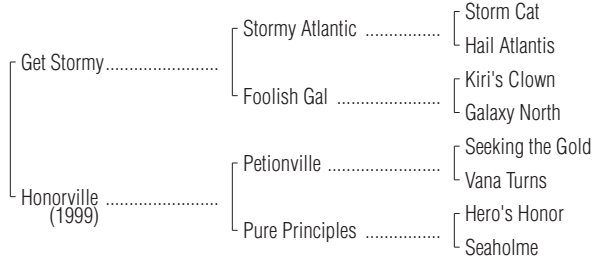 Storm Cat
Stormy Atlantic ..................
Hail Atlantis
Get Stormy...........................
Kiri's Clown
Foolish Gal .........................
Galaxy North
Seeking the Gold
Petionville ...........................
Vana Turns
Honorville ...........................
(1999)
Hero's Honor
Pure Principles ..................
Seaholme